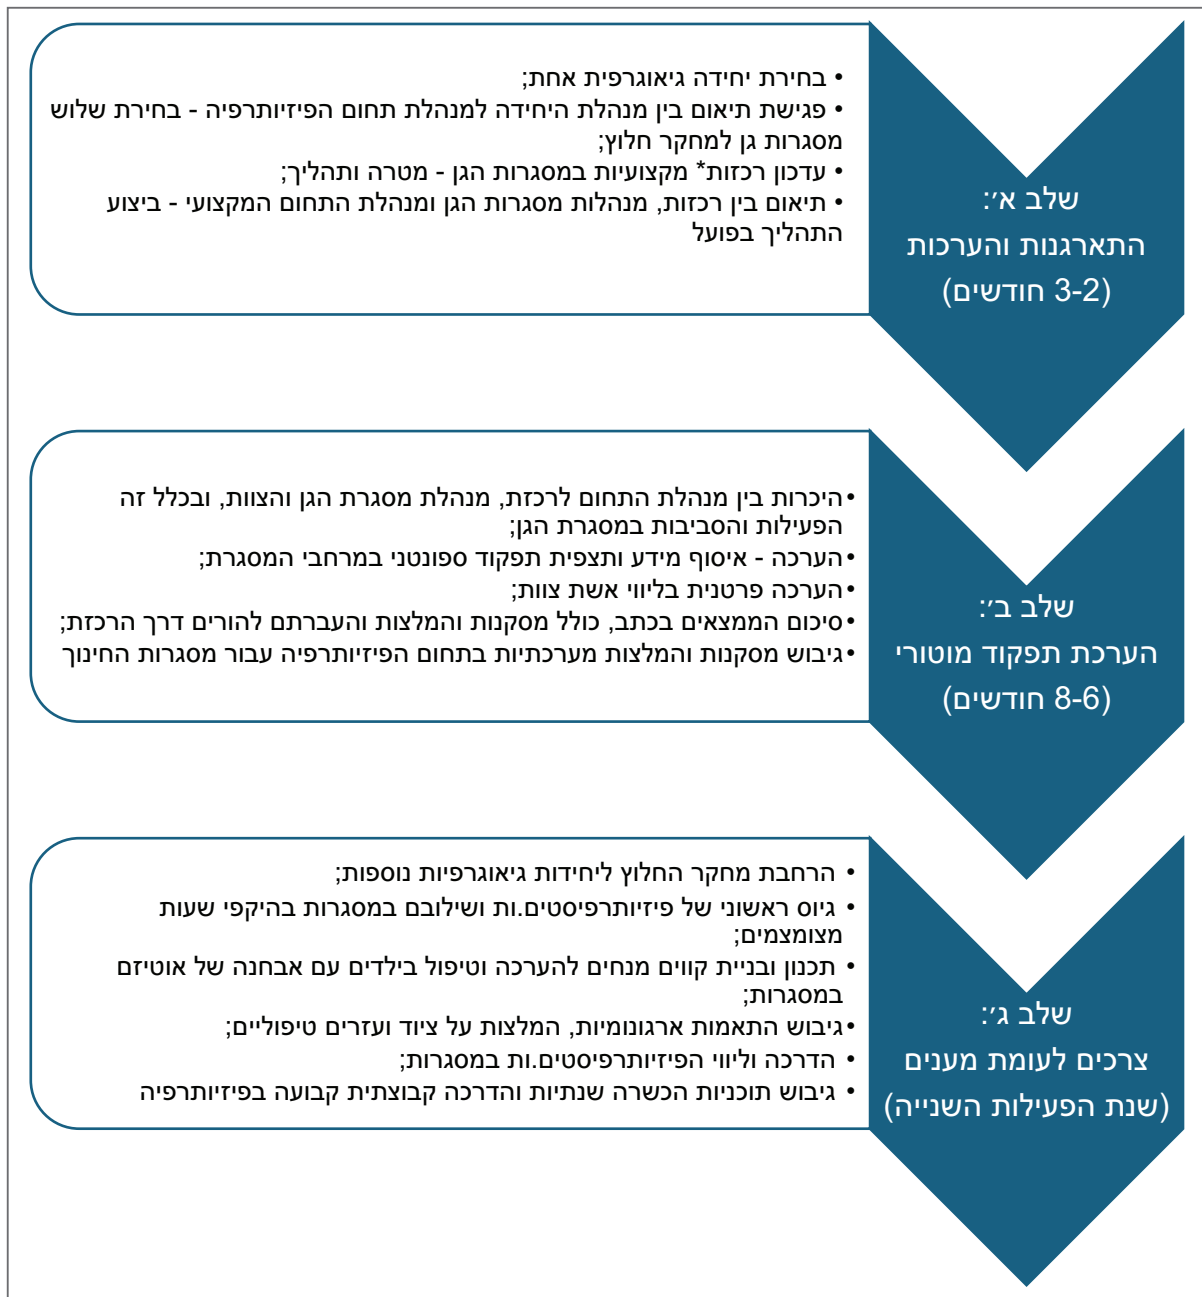 שלב א׳:
התארגנות והערכות
(3-2 חודשים)
• בחירת יחידה גיאוגרפית אחת;
• פגישת תיאום בין מנהלת היחידה למנהלת תחום הפיזיותרפיה - בחירת שלוש
מסגרות גן למחקר חלוץ;
• עדכון רכזות* מקצועיות במסגרות הגן - מטרה ותהליך;
• תיאום בין רכזות, מנהלות מסגרות הגן ומנהלת התחום המקצועי - ביצוע
התהליך בפועל
שלב ב׳:
הערכת תפקוד מוטורי
(8-6 חודשים)
•היכרות בין מנהלת התחום לרכזת, מנהלת מסגרת הגן והצוות, ובכלל זה
הפעילות והסביבות במסגרת הגן;
•הערכה - איסוף מידע ותצפית תפקוד ספונטני במרחבי המסגרת;
•הערכה פרטנית בליווי אשת צוות;
•סיכום הממצאים בכתב, כולל מסקנות והמלצות והעברתם להורים דרך הרכזת;
•גיבוש מסקנות והמלצות מערכתיות בתחום הפיזיותרפיה עבור מסגרות החינוך
שלב ג׳:
צרכים לעומת מענים
(שנת הפעילות השנייה)
• הרחבת מחקר החלוץ ליחידות גיאוגרפיות נוספות;
• גיוס ראשוני של פיזיותרפיסטים.ות ושילובם במסגרות בהיקפי שעות
מצומצמים;
• תכנון ובניית קווים מנחים להערכה וטיפול בילדים עם אבחנה של אוטיזם
במסגרות;
•גיבוש התאמות ארגונומיות, המלצות על ציוד ועזרים טיפוליים;
• הדרכה וליווי הפיזיותרפיסטים.ות במסגרות;
• גיבוש תוכניות הכשרה שנתיות והדרכה קבוצתית קבועה בפיזיותרפיה